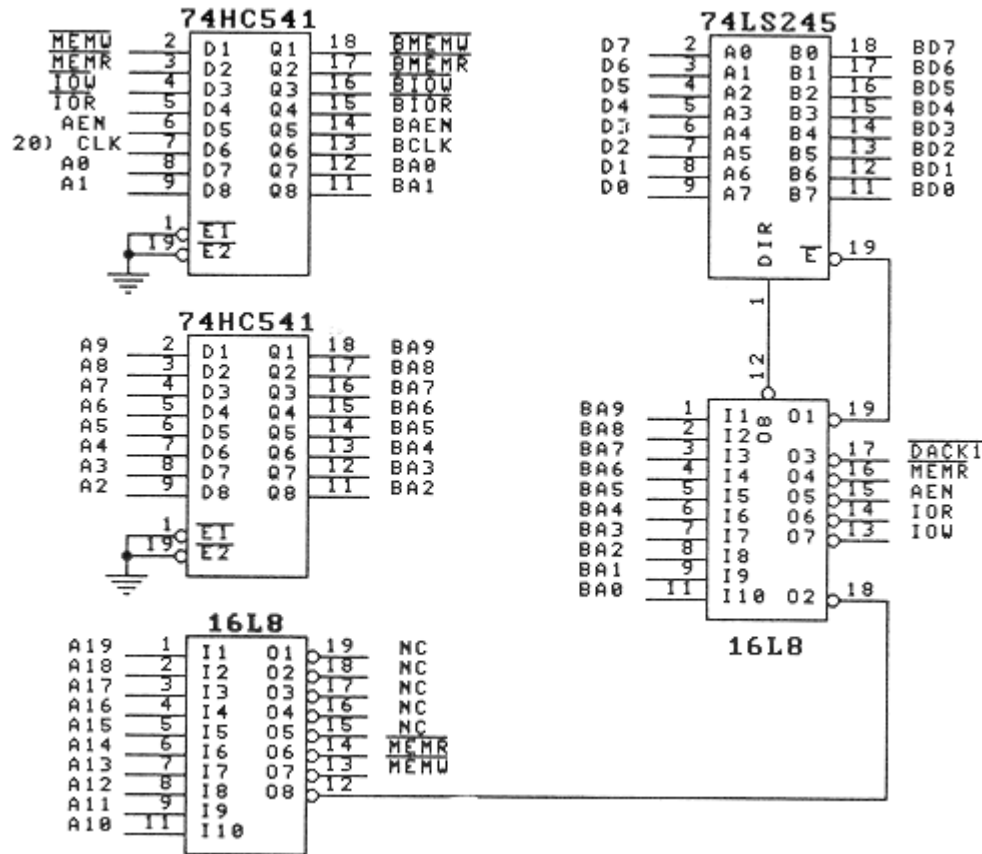 74HC541
MEMW 2 D1 Q1 18 BMEMW
MEMR 3 D2 Q2 17 BMEMR
IOW 4 D3 Q3 16 BIOW
IOR 5 D4 Q4 15 BIOR
AEN 6 D5 Q5 14 BAEN
20) CLK 7 D6 Q6 13 BCLK
A0 8 D7 Q7 12 BA0
A1 9 D8 Q8 11 BA1
1 E1
19 E2
74LS245
D7 2 A0 B0 18 BD7
D6 3 A1 B1 17 BD6
D5 4 A2 B2 16 BD5
D4 5 A3 B3 15 BD4
D3 6 A4 B4 14 BD3
D2 7 A5 B5 13 BD2
D1 8 A6 B6 12 BD1
D0 9 A7 B7 11 BD0
DIR E 19
1
12
74HC541
A9 2 D1 Q1 18 BA9
A8 3 D2 Q2 17 BA8
A7 4 D3 Q3 16 BA7
A6 5 D4 Q4 15 BA6
A5 6 D5 Q5 14 BA5
A4 7 D6 Q6 13 BA4
A3 8 D7 Q7 12 BA3
A2 9 D8 Q8 11 BA2
1 E1
19 E2
BA9 1 I1 O8 O1 19
BA8 2 I2
BA7 3 I3 O3 17 DACK1
BA6 4 I4 O4 16 MEMR
BA5 5 I5 O5 15 AEN
BA4 6 I6 O6 14 IOR
BA3 7 I7 O7 13 IOW
BA2 8 I8
BA1 9 I9
BA0 11 I10 O2 18
16L8
16L8
A19 1 I1 O1 19 NC
A18 2 I2 O2 18 NC
A17 3 I3 O3 17 NC
A16 4 I4 O4 16 NC
A15 5 I5 O5 15 NC
A14 6 I6 O6 14 MEMR
A13 7 I7 O7 13 MEMW
A12 8 I8 O8 12
A11 9 I9
A10 11 I10